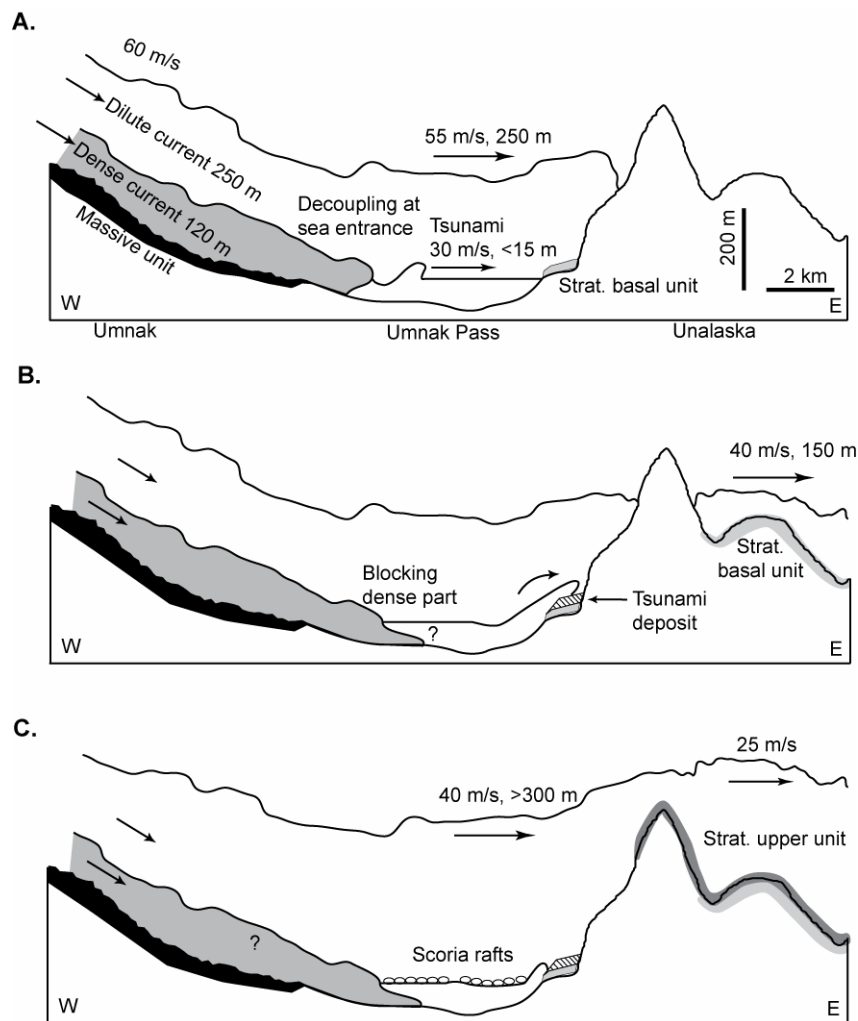 A.
60 m/s
Dilute current 250 m
Dense current 120 m
Massive unit
55 m/s, 250 m
Decoupling at
sea entrance
Tsunami
30 m/s, <15 m
Strat. basal unit
200 m
2 km
W
E
Umnak
Umnak Pass
Unalaska
B.
40 m/s, 150 m
Strat.
basal unit
Blocking
dense part
?
Tsunami
deposit
W
E
C.
25 m/s
40 m/s, >300 m
Strat. upper unit
?
Scoria rafts
W
E